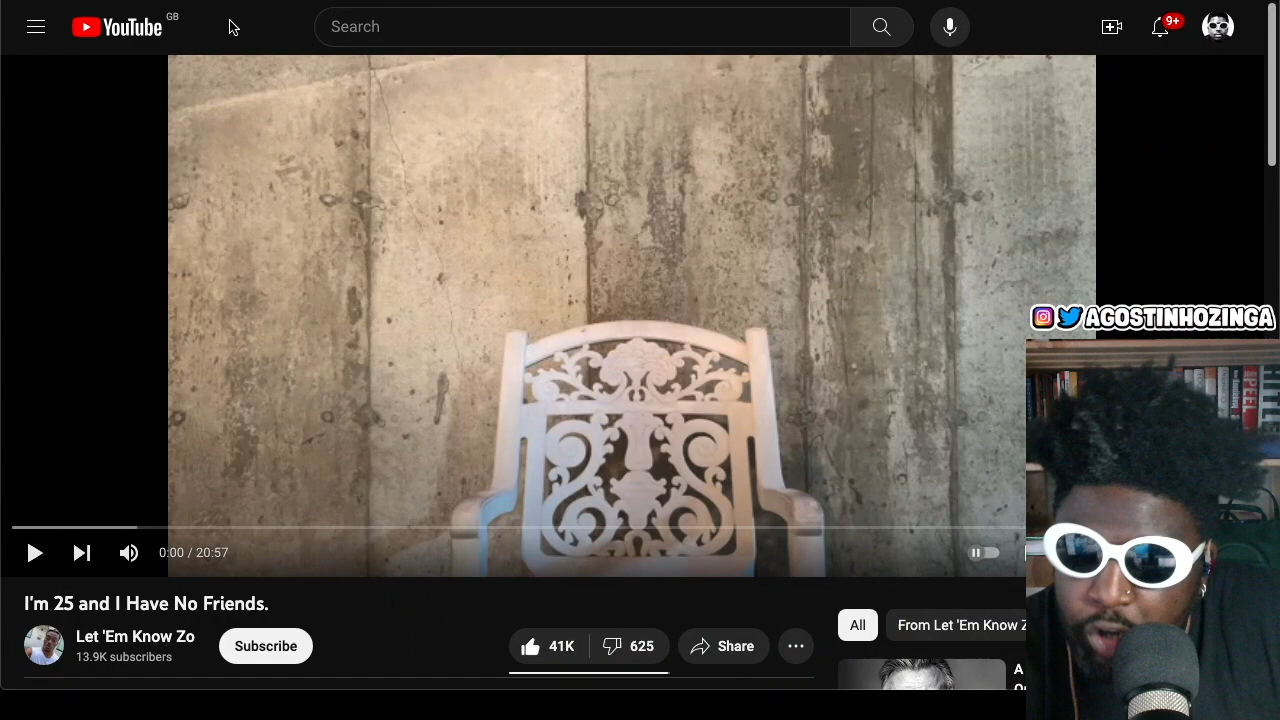 YouTube GB
Search
9+
AGOSTINHOZINGA
PEEL
0:00 / 20:57
I'm 25 and I Have No Friends.
Let 'Em Know Zo
13.9K subscribers
Subscribe
41K
625
Share
All
From Let 'Em Know Z
A